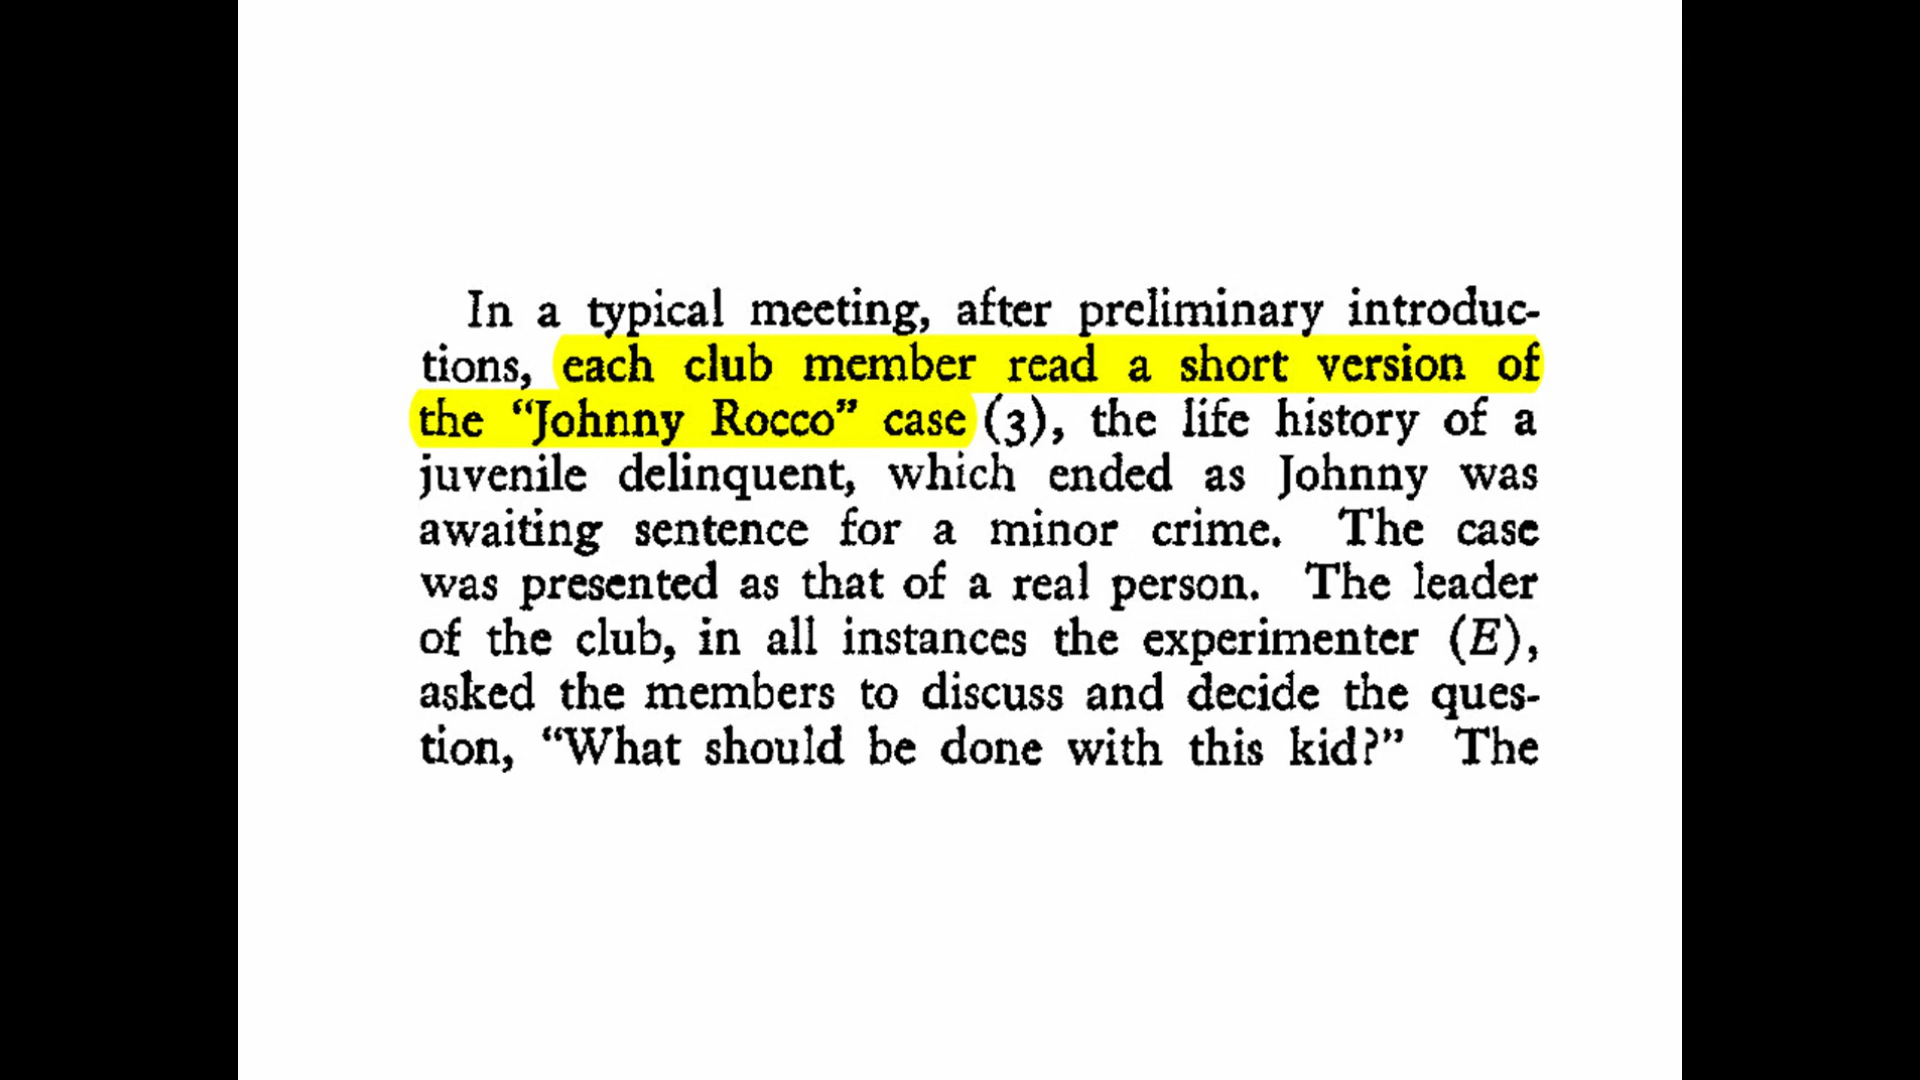 In a typical meeting, after preliminary introduc-
tions, each club member read a short version of
the “Johnny Rocco” case (3), the life history of a
juvenile delinquent, which ended as Johnny was
awaiting sentence for a minor crime. The case
was presented as that of a real person. The leader
of the club, in all instances the experimenter (E),
asked the members to discuss and decide the ques-
tion, “What should be done with this kid?” The